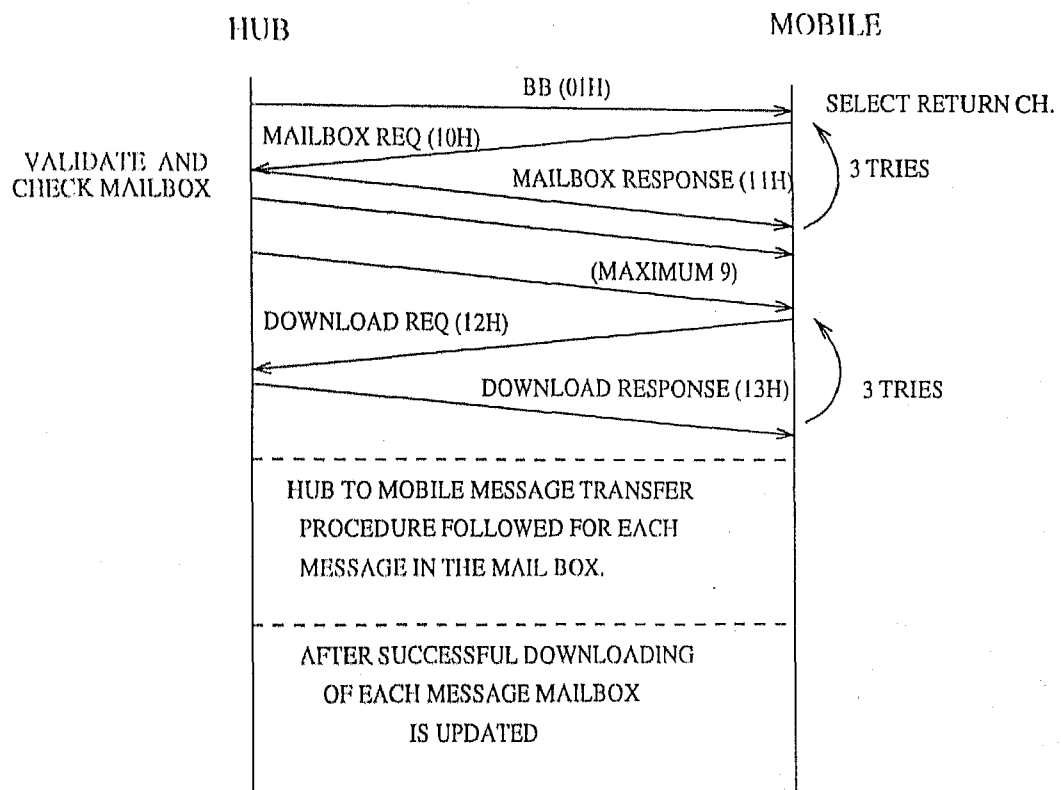 HUB
MOBILE
BB (01H)
SELECT RETURN CH.
MAILBOX REQ (10H)
VALIDATE AND
CHECK MAILBOX
MAILBOX RESPONSE (11H)
3 TRIES
(MAXIMUM 9)
DOWNLOAD REQ (12H)
DOWNLOAD RESPONSE (13H)
3 TRIES
HUB TO MOBILE MESSAGE TRANSFER
PROCEDURE FOLLOWED FOR EACH
MESSAGE IN THE MAIL BOX.
AFTER SUCCESSFUL DOWNLOADING
OF EACH MESSAGE MAILBOX
IS UPDATED